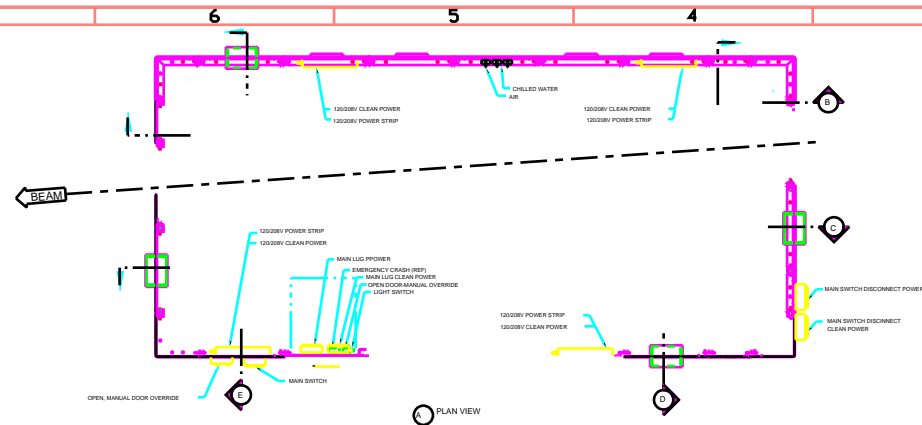 6 5 4
CHILLED WATER
AIR
120/208V CLEAN POWER
120/208V POWER STRIP
120/208V CLEAN POWER
120/208V POWER STRIP
B
BEAM
C
120/208V POWER STRIP
120/208V CLEAN POWER
MAIN LUG PPOWER
EMERGENCY CRASH (REF)
MAIN LUG CLEAN POWER
OPEN DOOR-MANUAL OVERRIDE
LIGHT SWITCH
MAIN SWITCH DISCONNECT POWER
120/208V POWER STRIP
120/208V CLEAN POWER
MAIN SWITCH DISCINNECT
CLEAN POWER
MAIN SWITCH
OPEN, MANUAL DOOR OVERRIDE
E
D
A PLAN VIEW